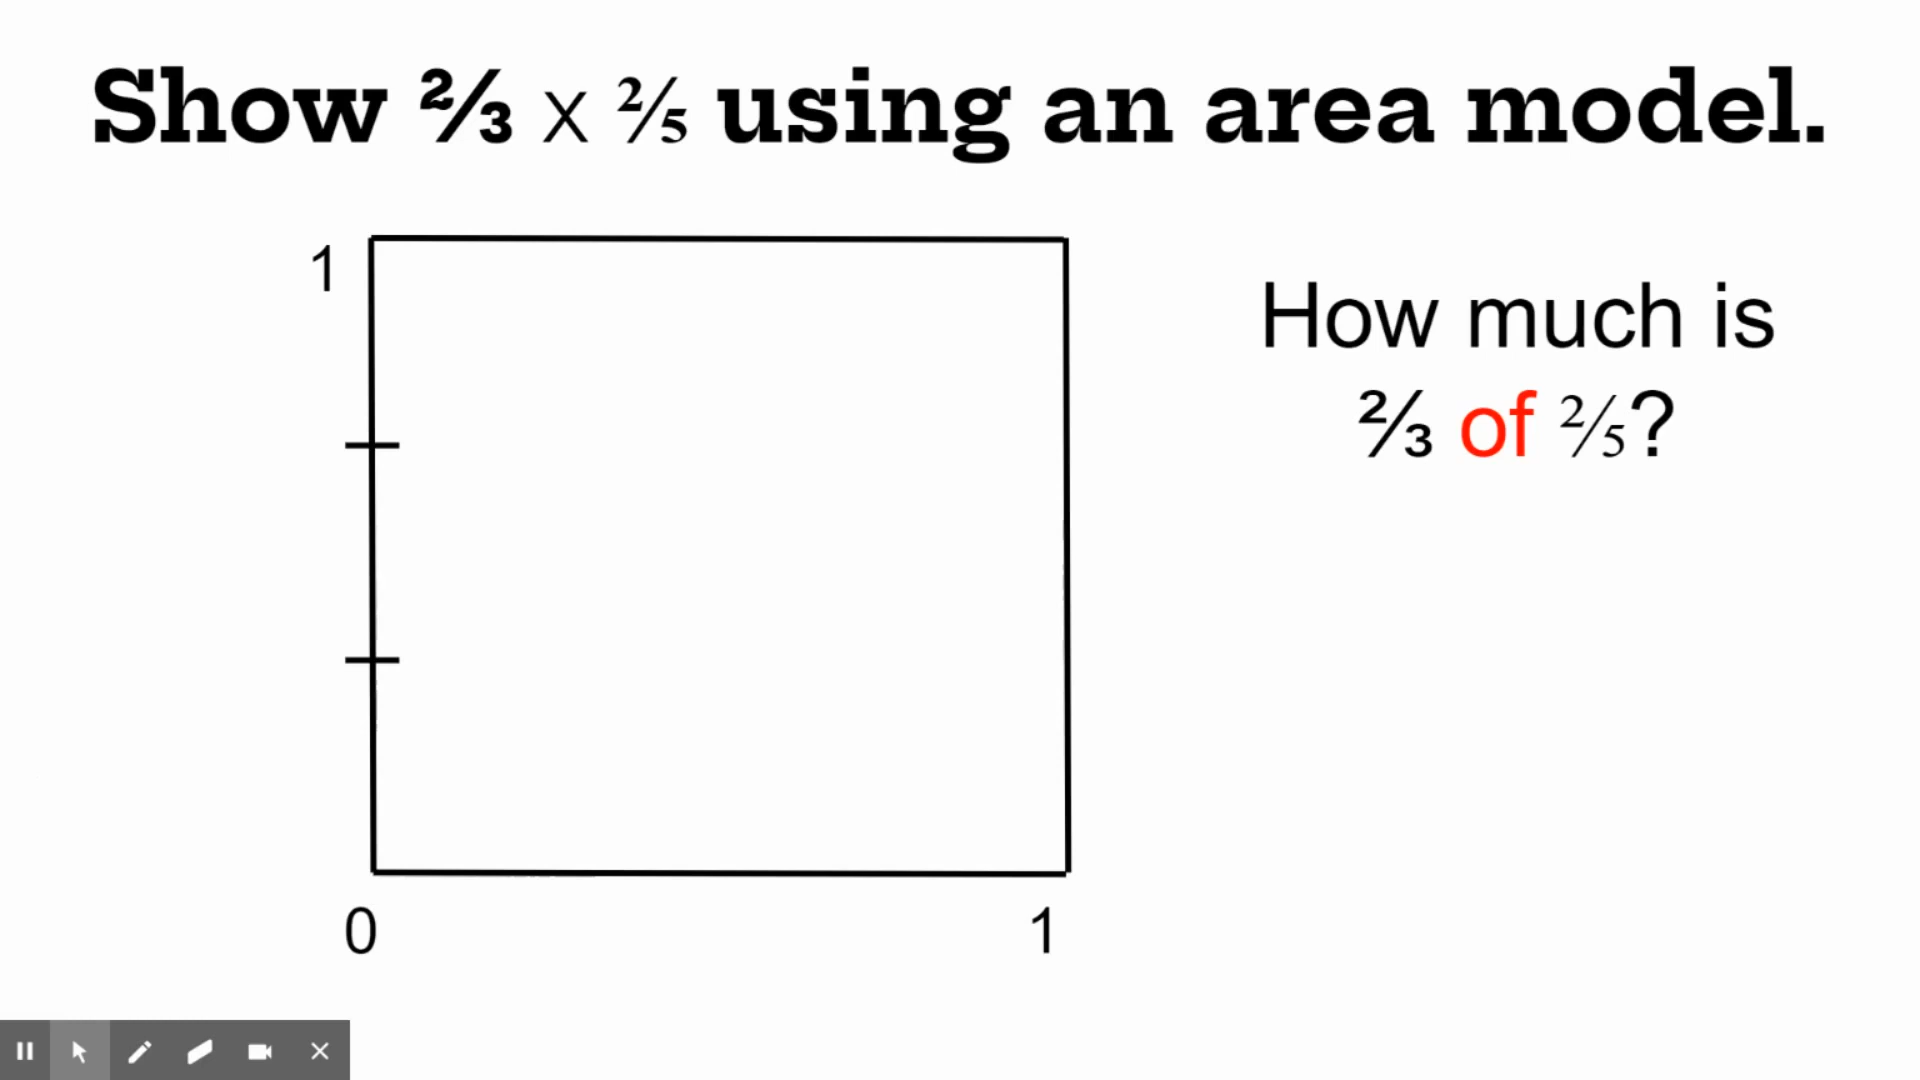 Show ⅔ x ⅖ using an area model.
1
How much is
⅔ of ⅖?
0
1